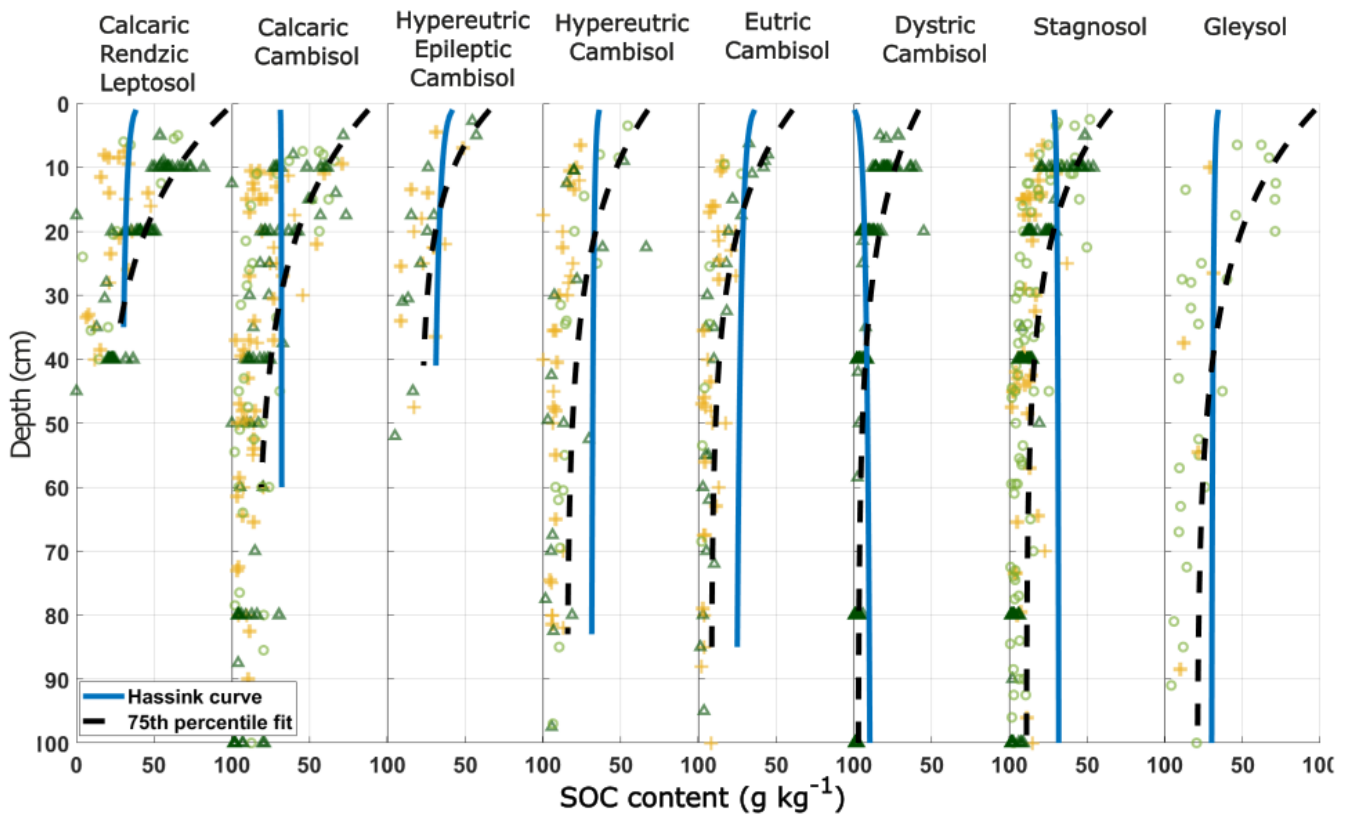 Calcaric
Rendzic
Leptosol
Calcaric
Cambisol
Hypereutric
Epileptic
Cambisol
Hypereutric
Cambisol
Eutric
Cambisol
Dystric
Cambisol
Stagnosol
Gleysol
0
10
20
30
40
50
60
70
80
90
100
Depth (cm)
Hassink curve
75th percentile fit
0 50 100 50 100 50 100 50 100 50 100 50 100 50 100 50 100
SOC content (g kg⁻¹)